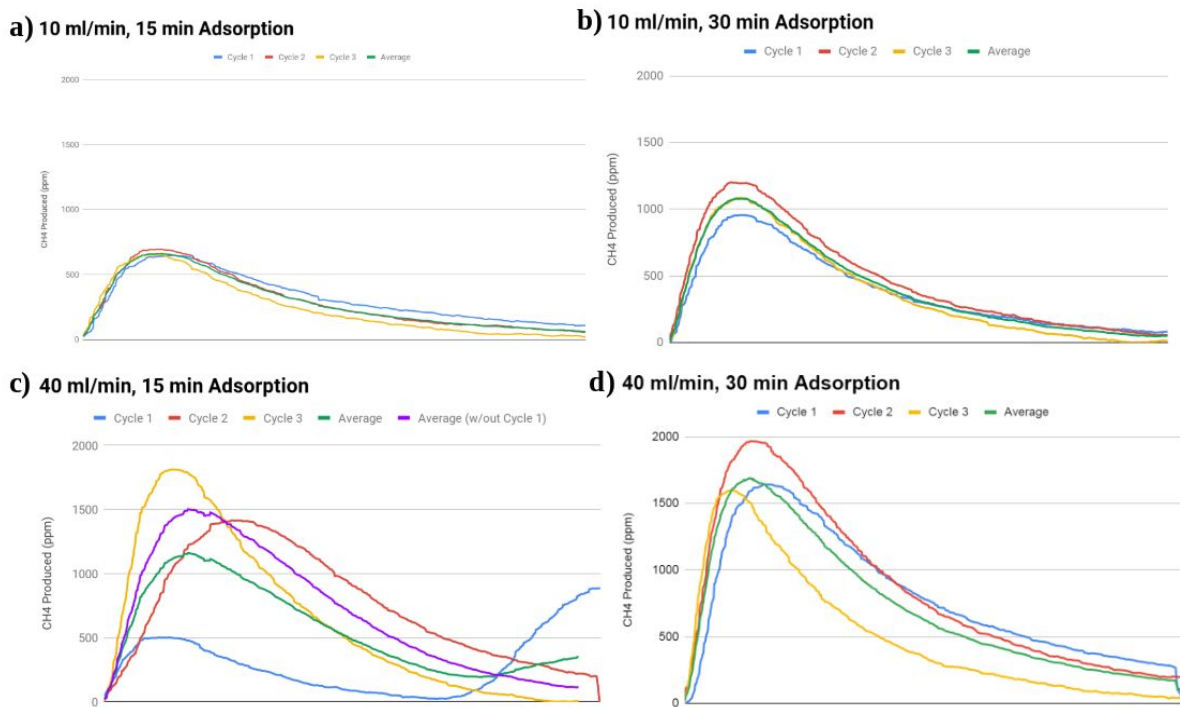 a) 10 ml/min, 15 min Adsorption
Cycle 1 Cycle 2 Cycle 3 Average
2000
1500
1000
500
0
CH4 Produced (ppm)
b) 10 ml/min, 30 min Adsorption
Cycle 1 Cycle 2 Cycle 3 Average
2000
1500
1000
500
0
CH4 Produced (ppm)
c) 40 ml/min, 15 min Adsorption
Cycle 1 Cycle 2 Cycle 3 Average Average (w/out Cycle 1)
2000
1500
1000
500
0
CH4 Produced (ppm)
d) 40 ml/min, 30 min Adsorption
Cycle 1 Cycle 2 Cycle 3 Average
2000
1500
1000
500
0
CH4 Produced (ppm)